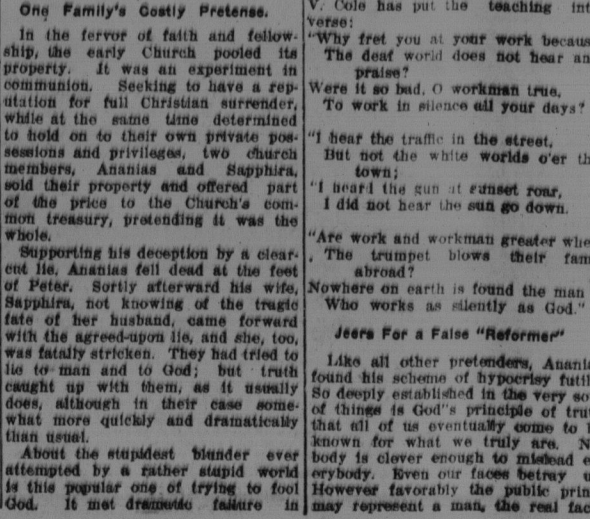 One Family's Costly Pretense.
In the fervor of faith and fellow-
ship, the early Church pooled its
property. It was an experiment in
communion. Seeking to have a rep-
utation for full Christian surrender,
while at the same time determined
to hold on to their own private pos-
sessions and privileges, two church
members, Ananias and Sapphira,
sold their property and offered part
of the price to the Church's com-
mon treasury, pretending it was the
whole.
Supporting his deception by a clear-
cut lie, Ananias fell dead at the feet
of Peter. Sortly afterward his wife,
Sapphira, not knowing of the tragic
fate of her husband, came forward
with the agreed-upon lie, and she, too,
was fatally stricken. They had tried to
lie to man and to God; but truth
caught up with them, as it usually
does, although in their case some-
what more quickly and dramatically
than usual.
About the stupidest blunder ever
attempted by a rather stupid world
is this popular one of trying to fool
God. It met dramatic failure in
V. Cole has put the teaching int
verse:
"Why fret you at your work becaus
The deaf world does not hear an
praise?
Were it so bad, O workman true,
To work in silence all your days?
"I hear the traffic in the street,
But not the white worlds o'er th
town;
"I heard the gun at sunset roar,
I did not hear the sun go down.
"Are work and workman greater whe
The trumpet blows their fam
abroad?
Nowhere on earth is found the man
Who works as silently as God."
Jeers For a False "Reformer"
Like all other pretenders, Anania
found his scheme of hypocrisy futil
So deeply established in the very so
of things is God"s principle of tru
that all of us eventually come to
known for what we truly are. N
body is clever enough to mislead e
erybody. Even our faces betray u
However favorably the public prin
may represent a man, the real fac